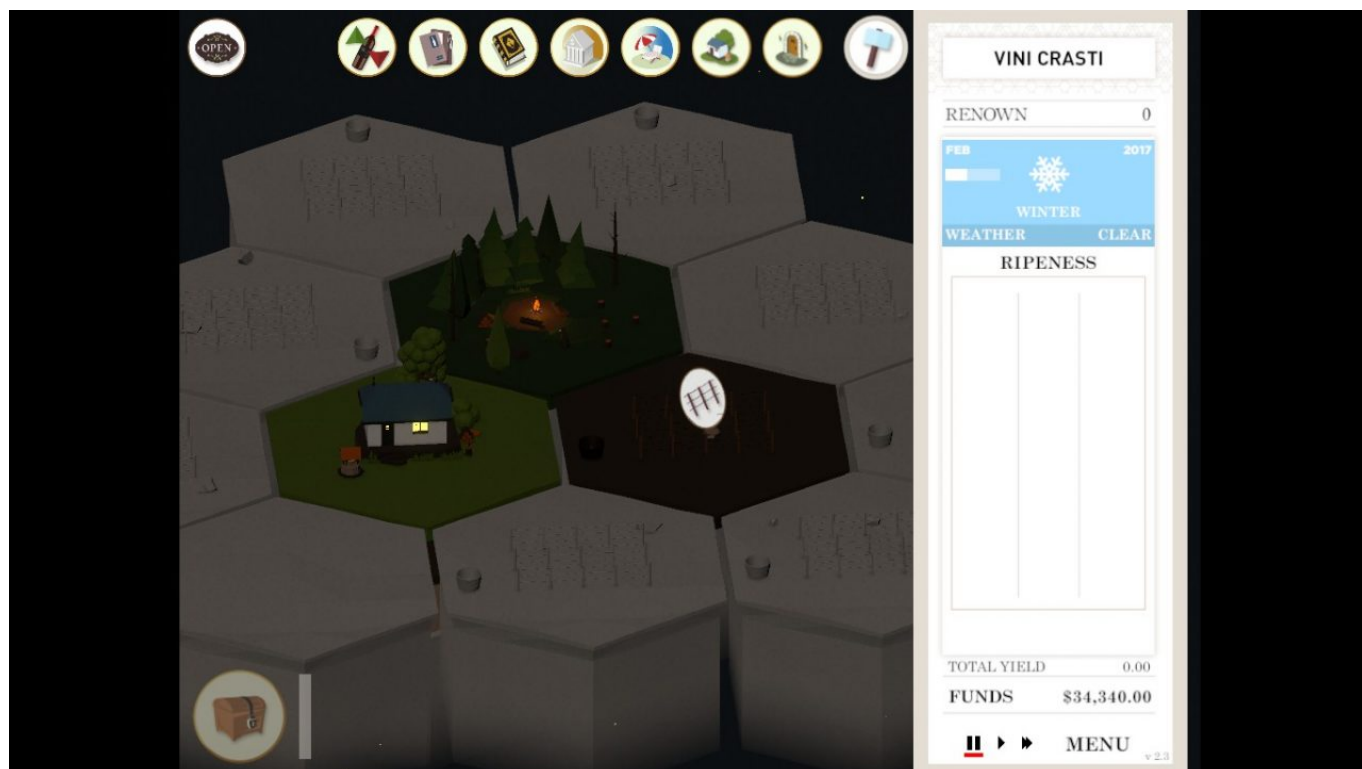 OPEN
VINI CRASTI
RENOWN 0
FEB 2017
WINTER
WEATHER CLEAR
RIPENESS
TOTAL YIELD 0.00
FUNDS $34,340.00
MENU
v 2.3